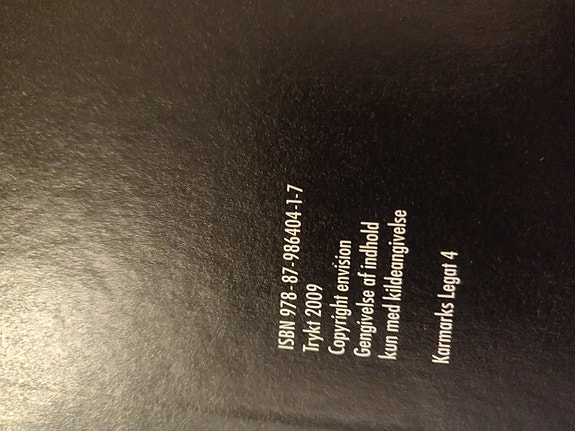 ISBN 978-87-986404-1-7
Trykt 2009
Copyright envision
Gengivelse af indhold
kun med kildeangivelse
Karmarks Legat 4